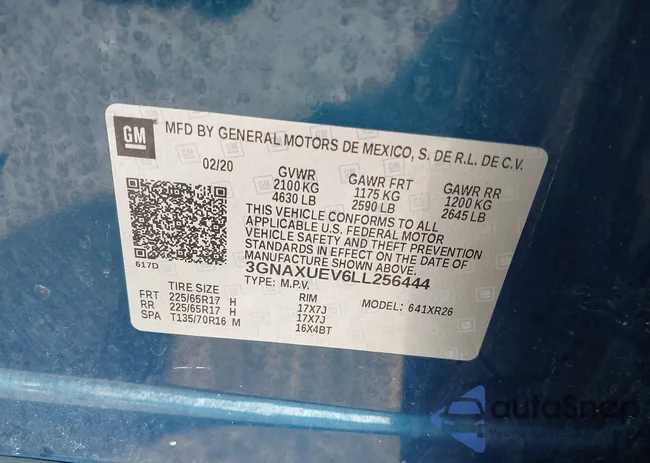 GM
MFD BY GENERAL MOTORS DE MEXICO, S. DE R.L. DE C.V.
02/20 GVWR GAWR FRT GAWR RR
2100 KG 1175 KG 1200 KG
4630 LB 2590 LB 2645 LB
THIS VEHICLE CONFORMS TO ALL
APPLICABLE U.S. FEDERAL MOTOR
VEHICLE SAFETY AND THEFT PREVENTION
STANDARDS IN EFFECT ON THE DATE OF
MANUFACTURE SHOWN ABOVE.
617D
3GNAXUEV6LL256444
TYPE: M.P.V.
TIRE SIZE RIM MODEL: 641XR26
FRT 225/65R17 H 17X7J
RR 225/65R17 H 17X7J
SPA T135/70R16 M 16X4BT
autoSnap